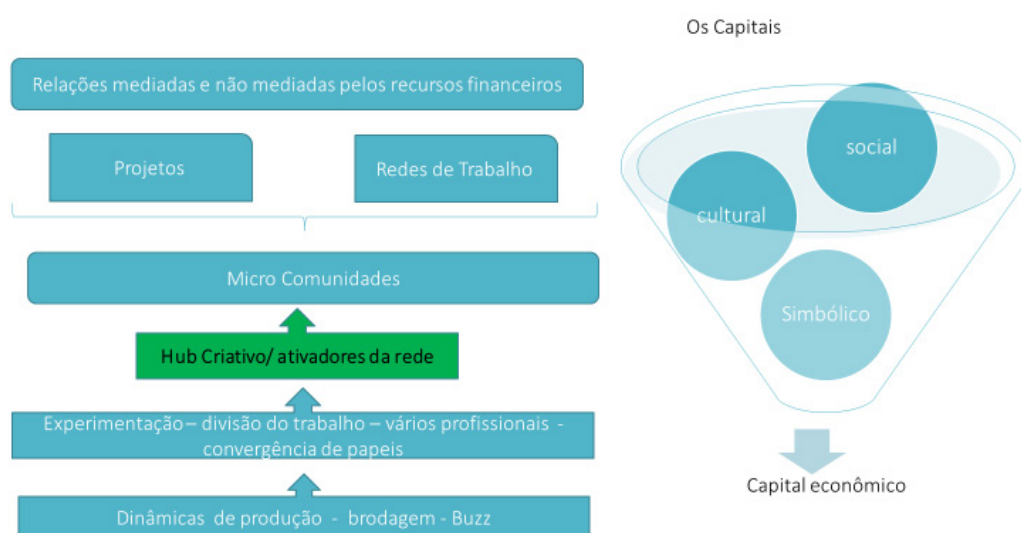 Os Capitais
Relações mediadas e não mediadas pelos recursos financeiros
Projetos
Redes de Trabalho
Micro Comunidades
Hub Criativo/ ativadores da rede
Experimentação – divisão do trabalho – vários profissionais -
convergência de papeis
Dinâmicas de produção - brodagem - Buzz
social
cultural
Simbólico
Capital econômico